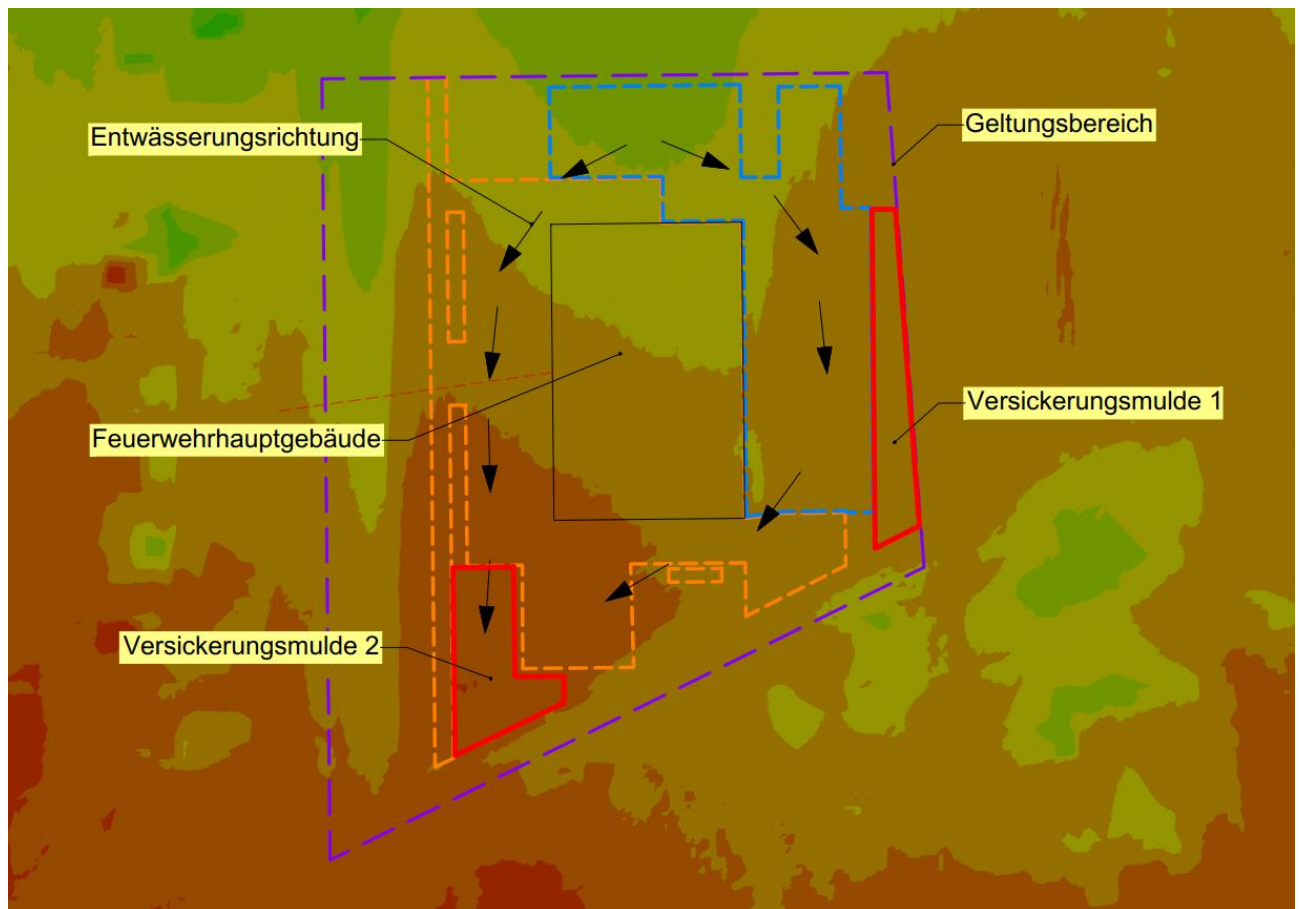 Entwässerungsrichtung
Geltungsbereich
Versickerungsmulde 1
Feuerwehrhauptgebäude
Versickerungsmulde 2